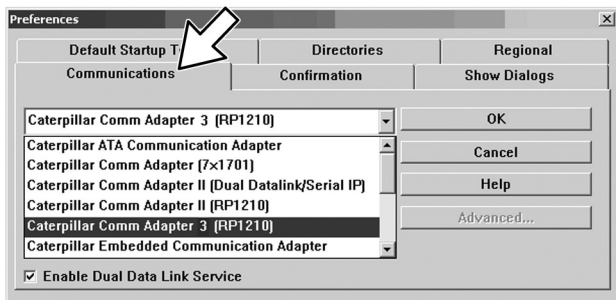 Preferences
Default Startup T
Directories
Regional
Communications
Confirmation
Show Dialogs
Caterpillar Comm Adapter 3 (RP1210)
OK
Caterpillar ATA Communication Adapter
Caterpillar Comm Adapter (7x1701)
Caterpillar Comm Adapter II (Dual Datalink/Serial IP)
Caterpillar Comm Adapter II (RP1210)
Caterpillar Comm Adapter 3 (RP1210)
Caterpillar Embedded Communication Adapter
Cancel
Help
Advanced...
Enable Dual Data Link Service